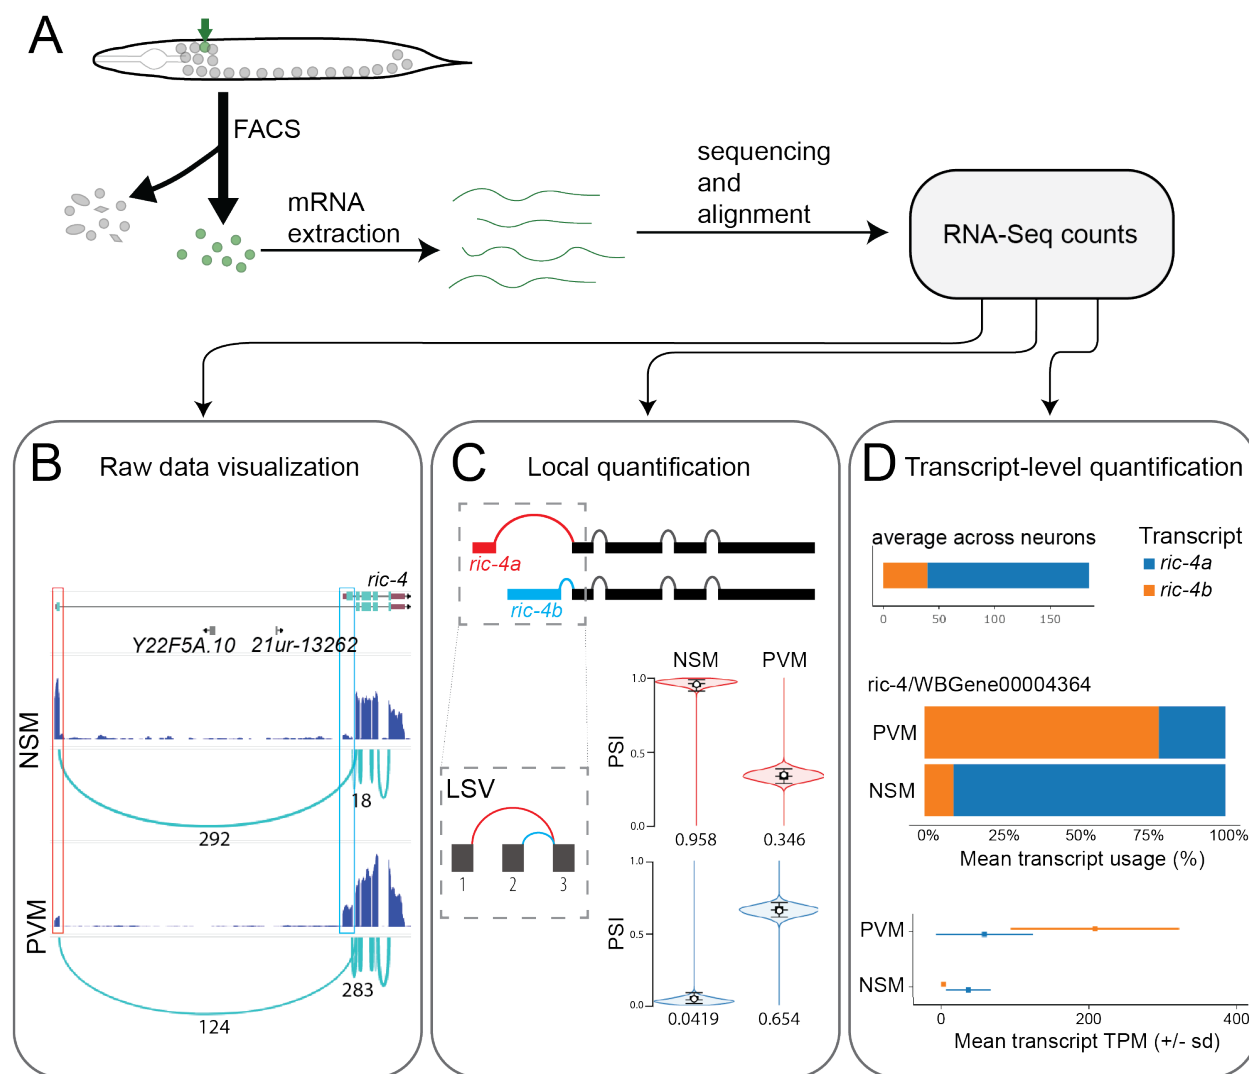 A
FACS
mRNA
extraction
sequencing
and
alignment
RNA-Seq counts
B
Raw data visualization
ric-4
Y22F5A.10
21ur-13262
NSM
18
292
PVM
283
124
C
Local quantification
ric-4a
ric-4b
LSV
1 2 3
NSM PVM
PSI
1.0
0.5
0.0
0.958 0.346
PSI
1.0
0.5
0.0
0.0419 0.654
D
Transcript-level quantification
average across neurons
0 50 100 150
Transcript
ric-4a
ric-4b
ric-4/WBGene00004364
PVM
NSM
0% 25% 50% 75% 100%
Mean transcript usage (%)
PVM
NSM
0 200 400
Mean transcript TPM (+/- sd)